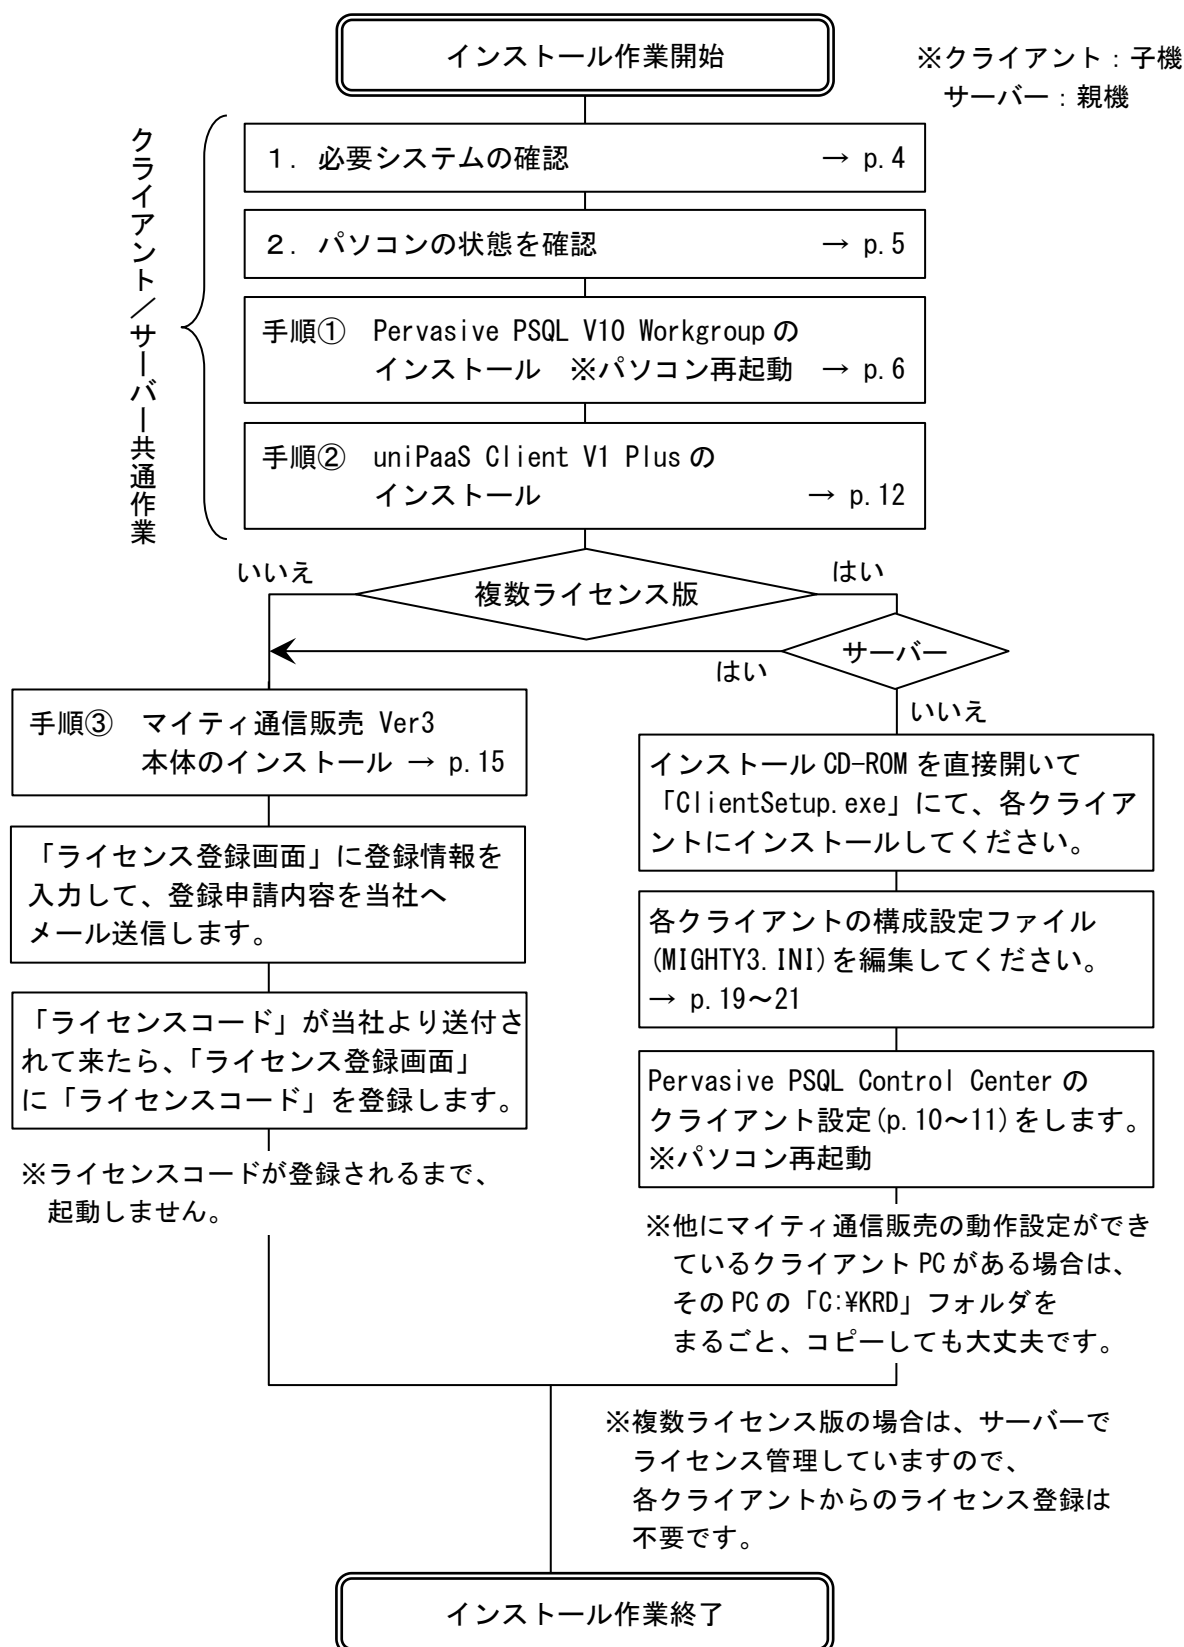 インストール作業開始
※クライアント：子機
サーバー：親機
クライアント／サーバー共通作業
１．必要システムの確認 → p.4
２．パソコンの状態を確認 → p.5
手順① Pervasive PSQL V10 Workgroup の
インストール ※パソコン再起動 → p.6
手順② uniPaaS Client V1 Plus の
インストール → p.12
いいえ
複数ライセンス版
はい
サーバー
はい
いいえ
手順③ マイティ通信販売 Ver3
本体のインストール → p.15
「ライセンス登録画面」に登録情報を
入力して、登録申請内容を当社へ
メール送信します。
「ライセンスコード」が当社より送付さ
れて来たら、「ライセンス登録画面」
に「ライセンスコード」を登録します。
※ライセンスコードが登録されるまで、
起動しません。
インストール CD-ROM を直接開いて
「ClientSetup.exe」にて、各クライア
ントにインストールしてください。
各クライアントの構成設定ファイル
(MIGHTY3.INI)を編集してください。
→ p.19～21
Pervasive PSQL Control Center の
クライアント設定(p.10～11)をします。
※パソコン再起動
※他にマイティ通信販売の動作設定ができ
ているクライアント PC がある場合は、
その PC の「C:¥KRD」フォルダを
まるごと、コピーしても大丈夫です。
※複数ライセンス版の場合は、サーバーで
ライセンス管理していますので、
各クライアントからのライセンス登録は
不要です。
インストール作業終了